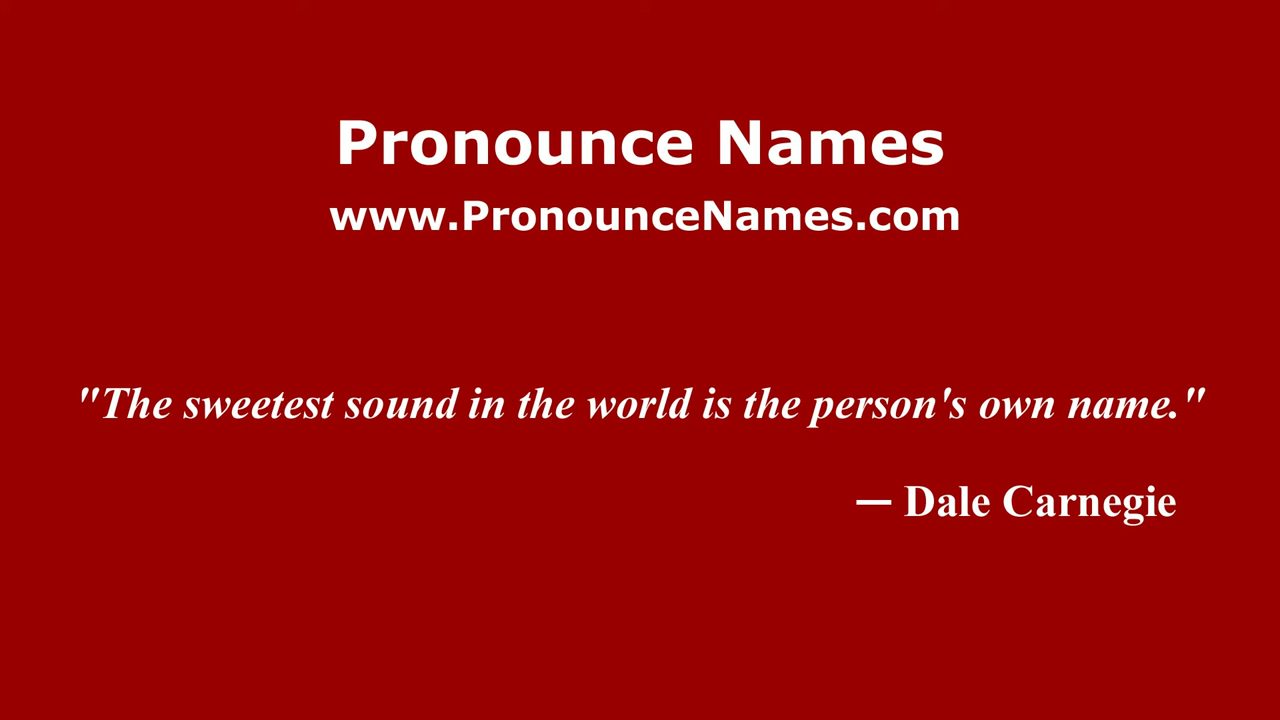 Pronounce Names
www.PronounceNames.com
"The sweetest sound in the world is the person's own name."
— Dale Carnegie